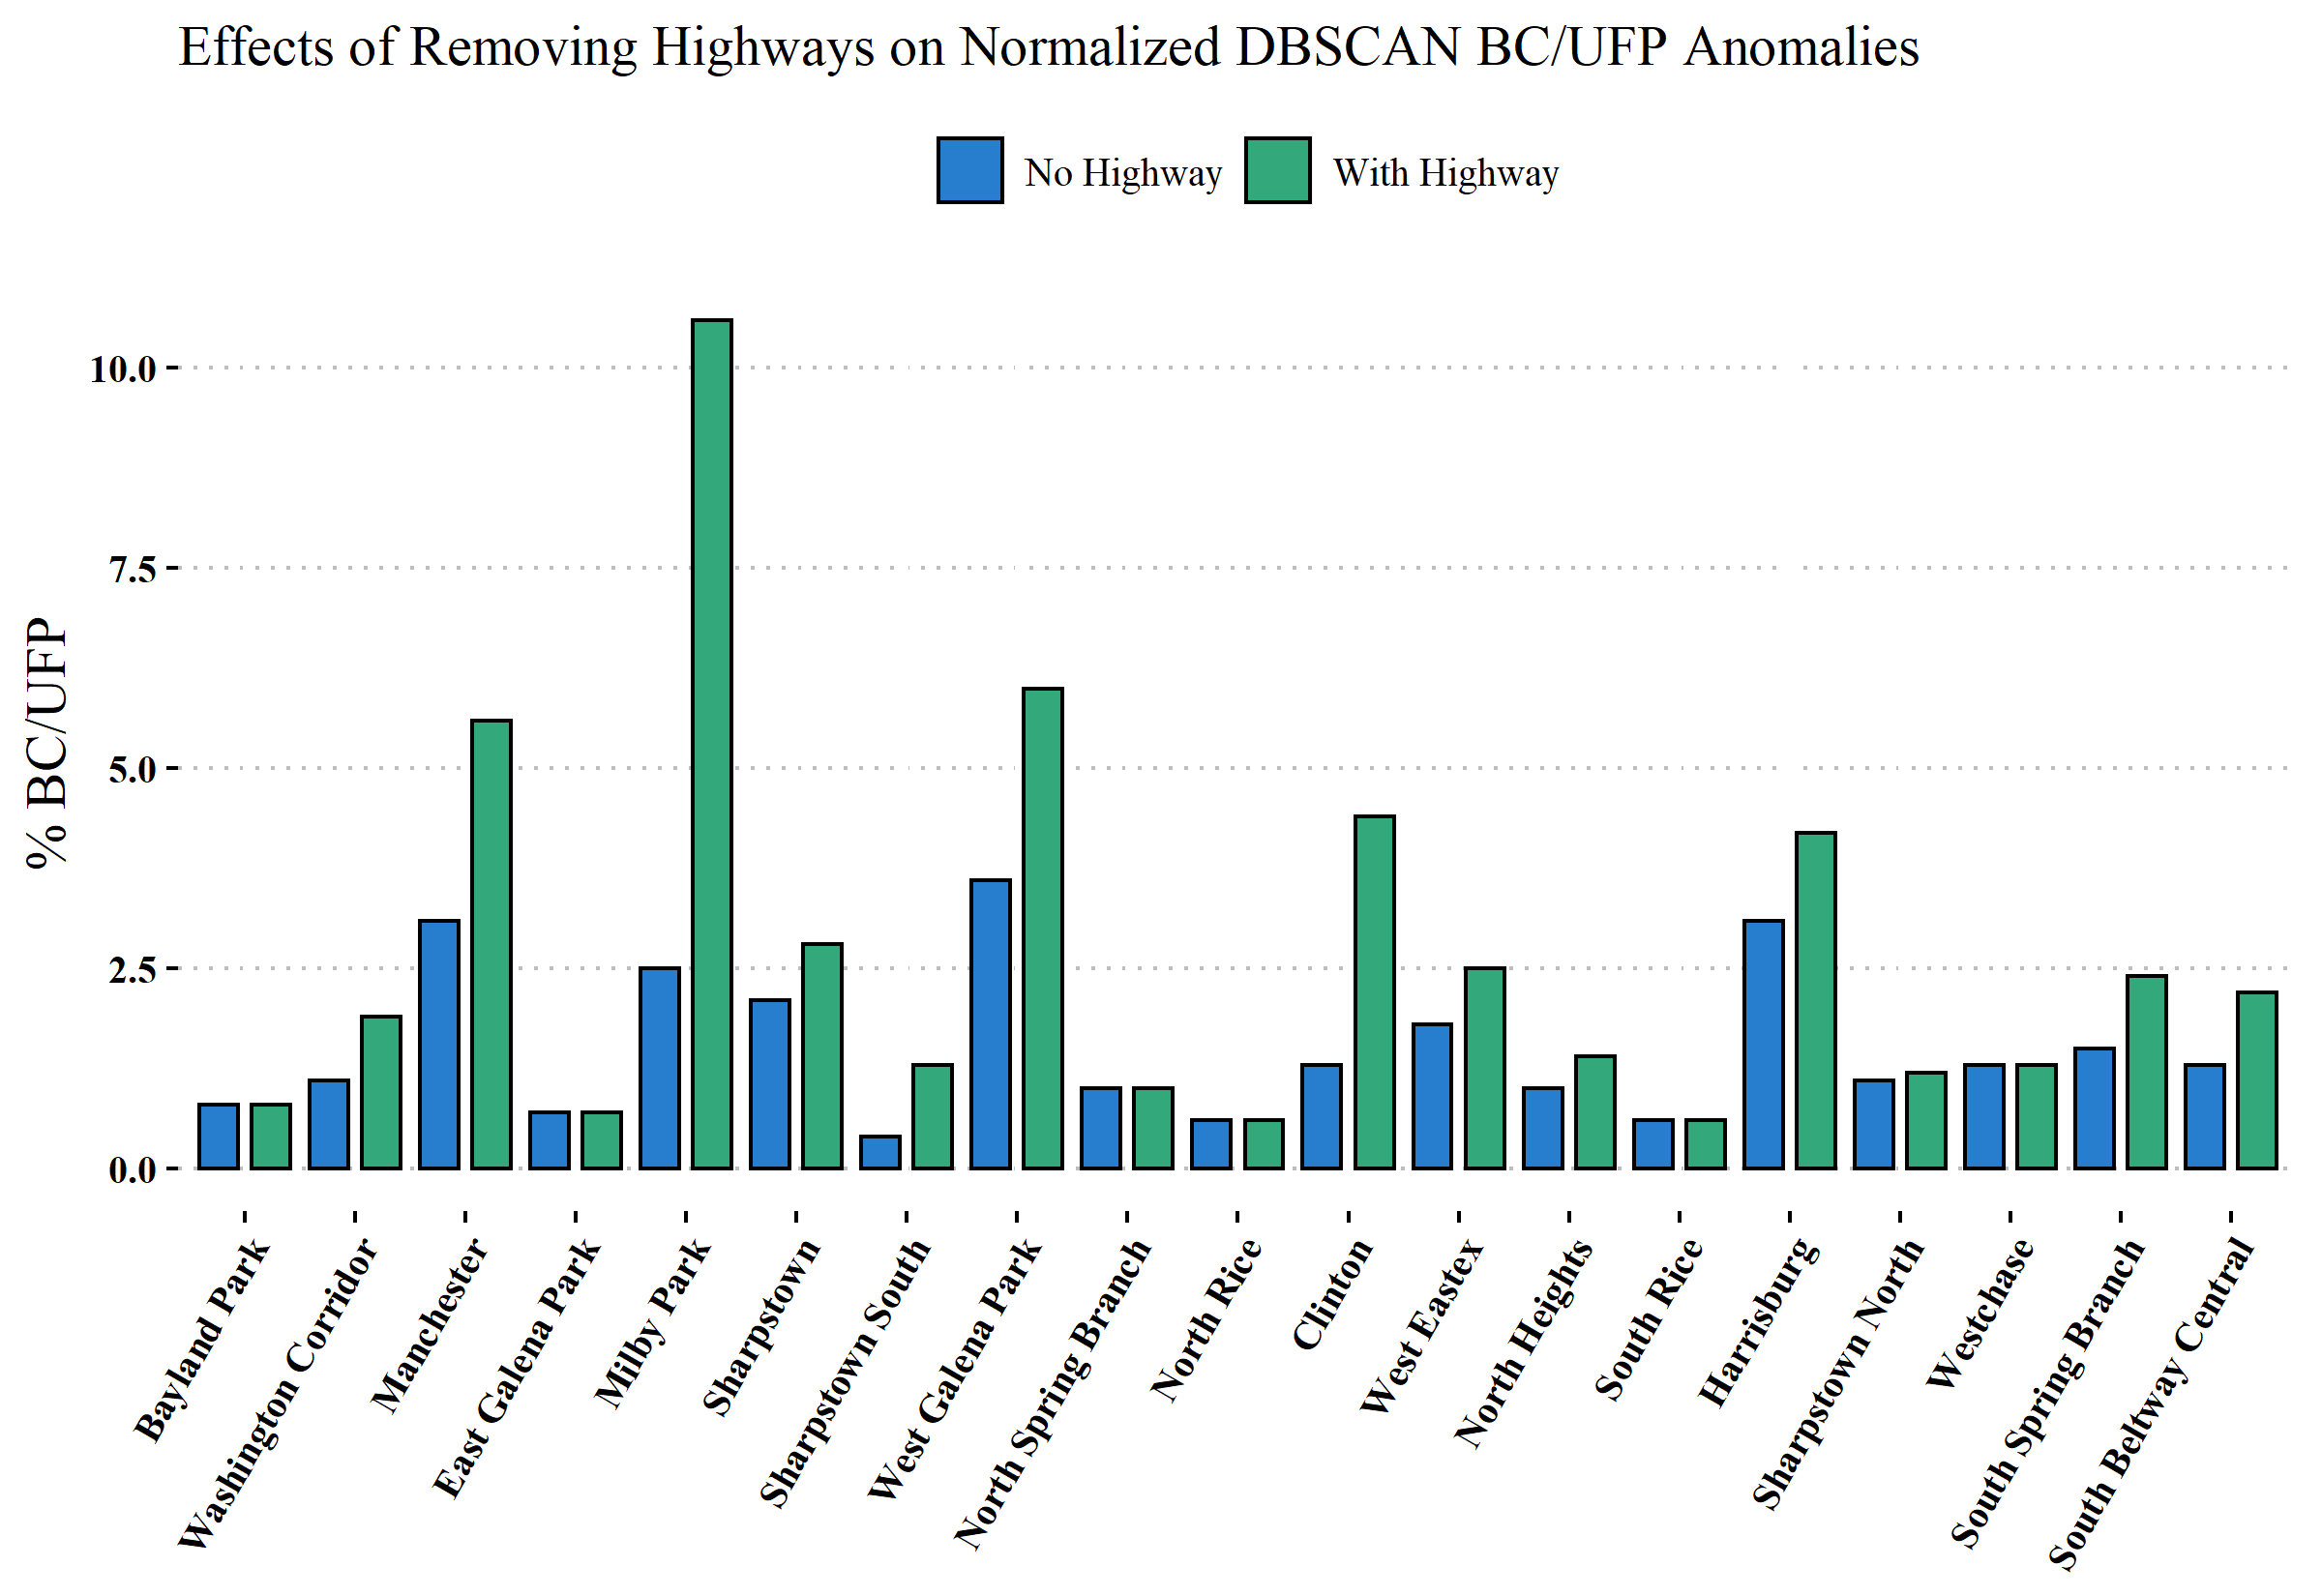 Effects of Removing Highways on Normalized DBSCAN BC/UFP Anomalies
No Highway
With Highway
% BC/UFP
10.0
7.5
5.0
2.5
0.0
Bayland Park
Washington Corridor
Manchester
East Galena Park
Milby Park
Sharpstown
Sharpstown South
West Galena Park
North Spring Branch
North Rice
Clinton
West Eastex
North Heights
South Rice
Harrisburg
Sharpstown North
Westchase
South Spring Branch
South Beltway Central